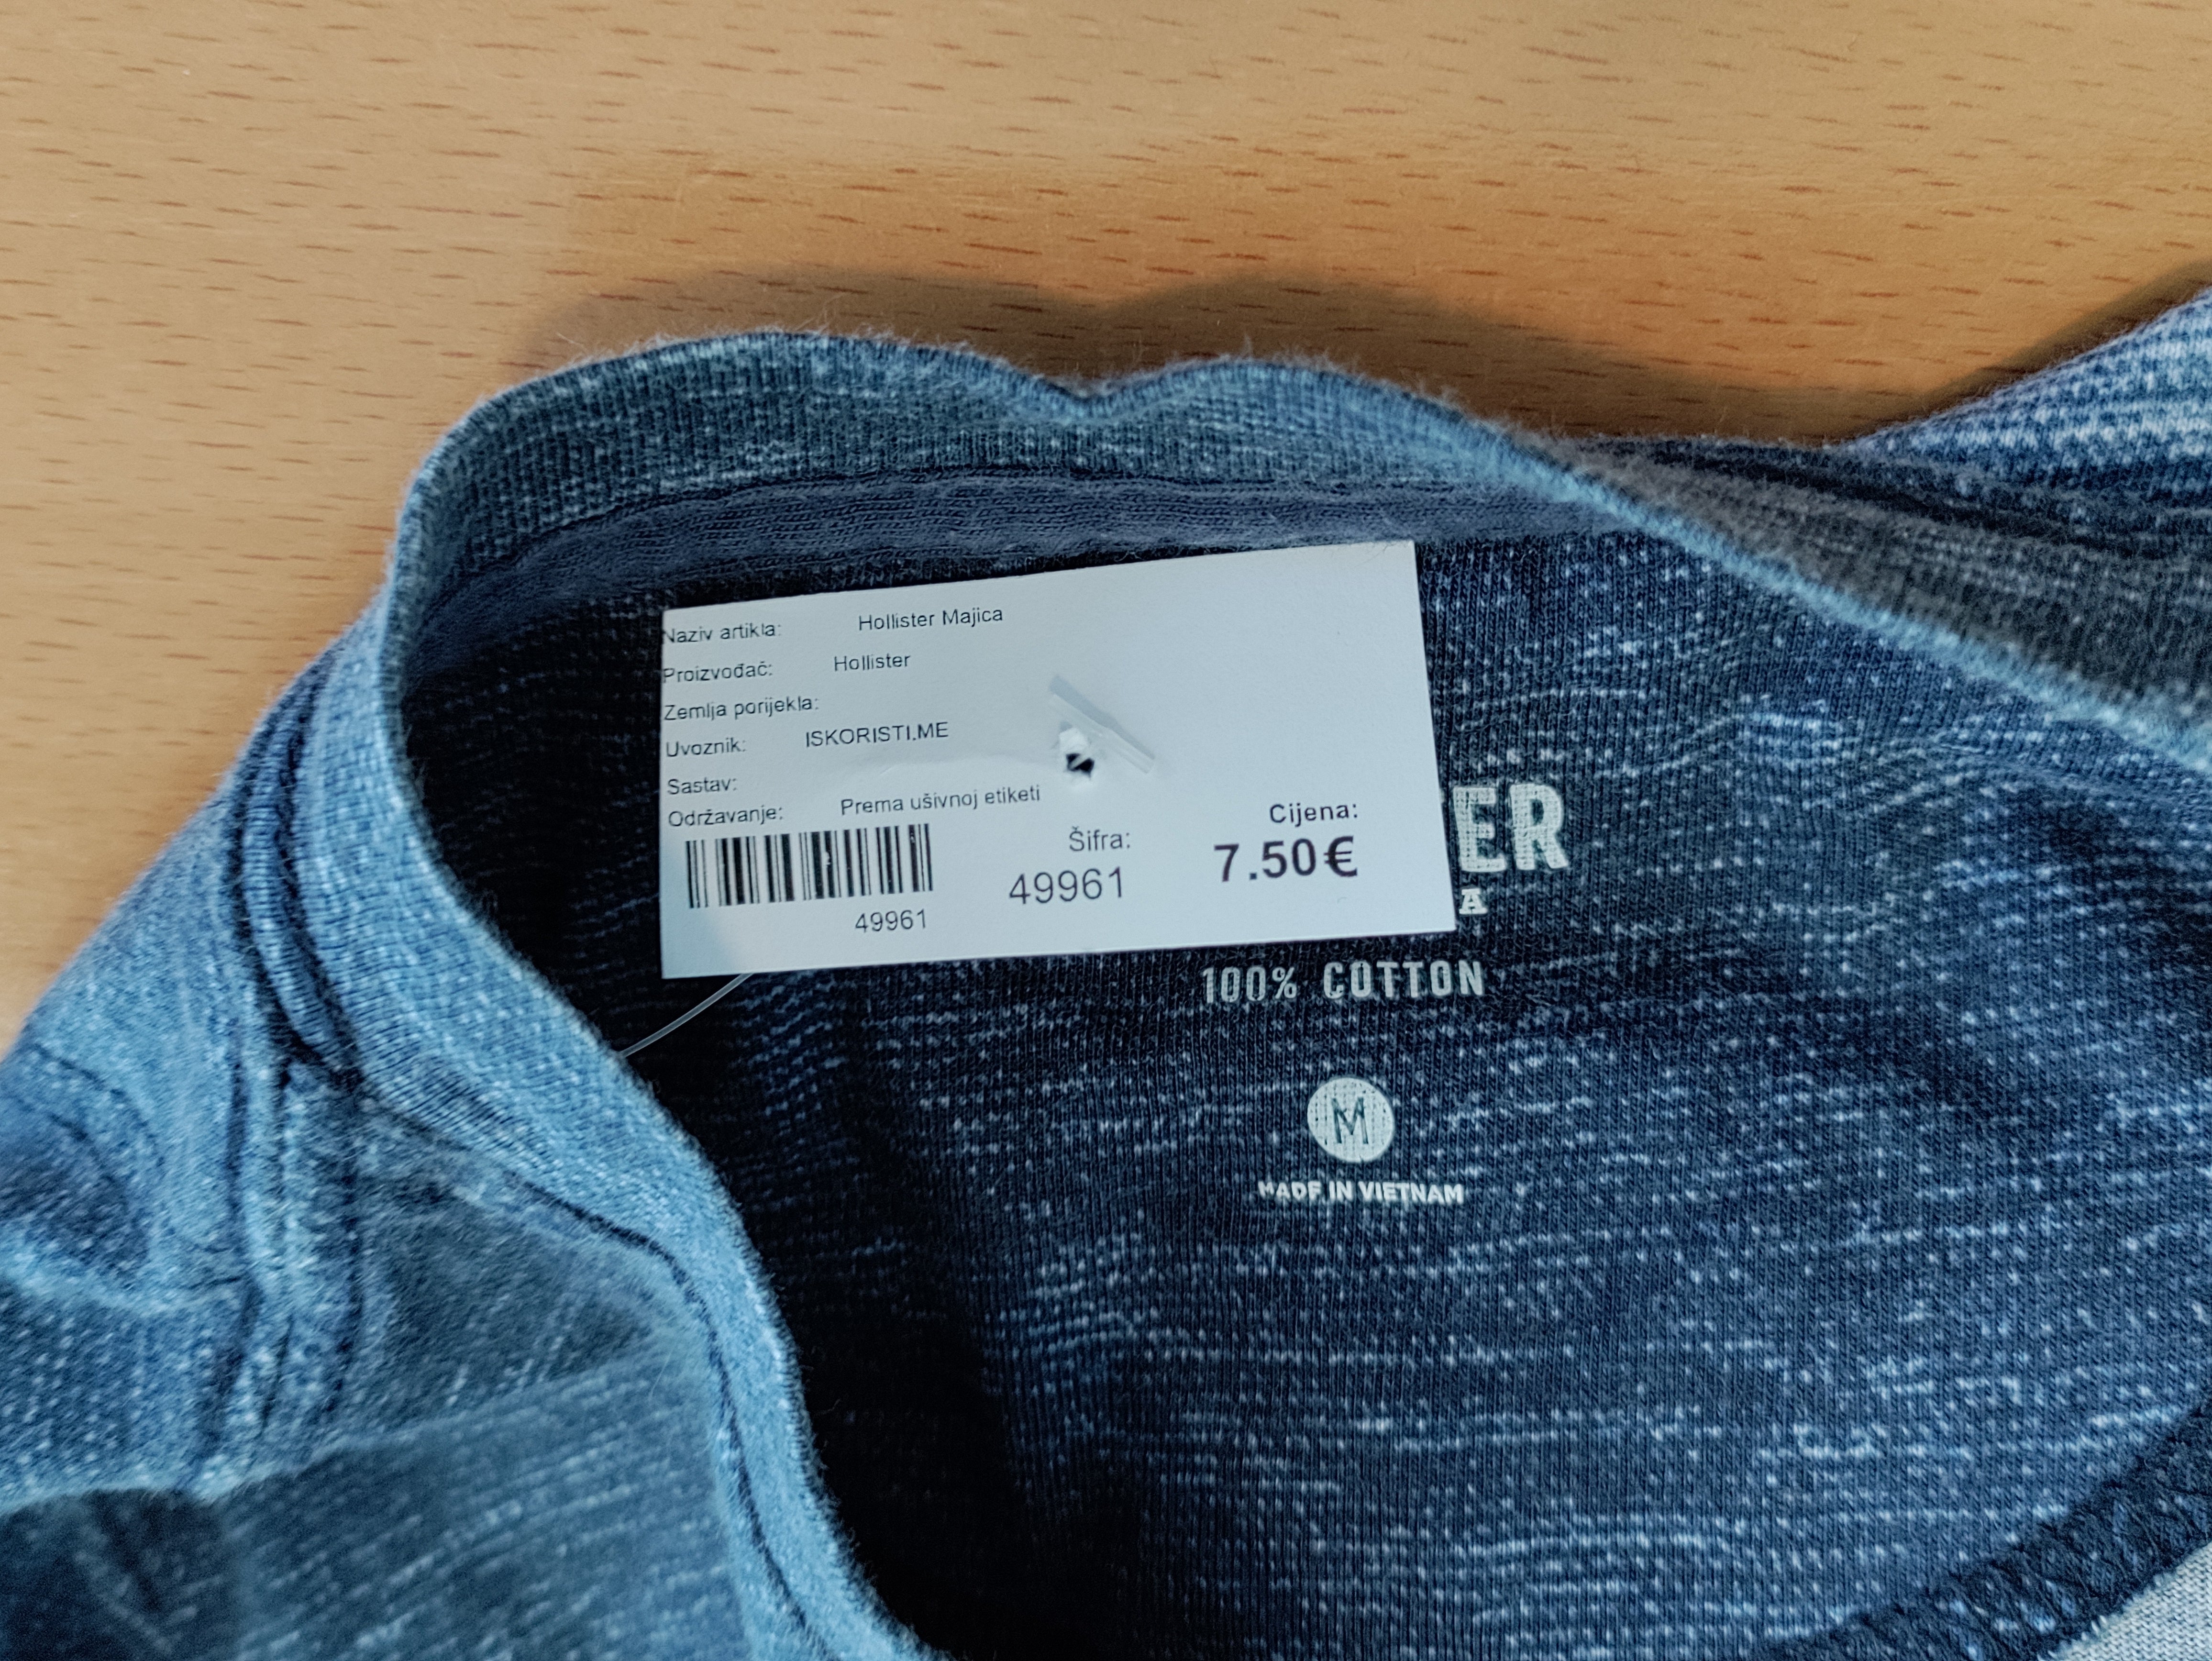 Naziv artikla: Hollister Majica
Proizvođač: Hollister
Zemlja porijekla:
Uvoznik: ISKORISTI.ME
Sastav:
Održavanje: Prema ušivnoj etiketi
49961
Šifra:
49961
Cijena:
7.50€
ER
A
100% COTTON
M
MADE IN VIETNAM